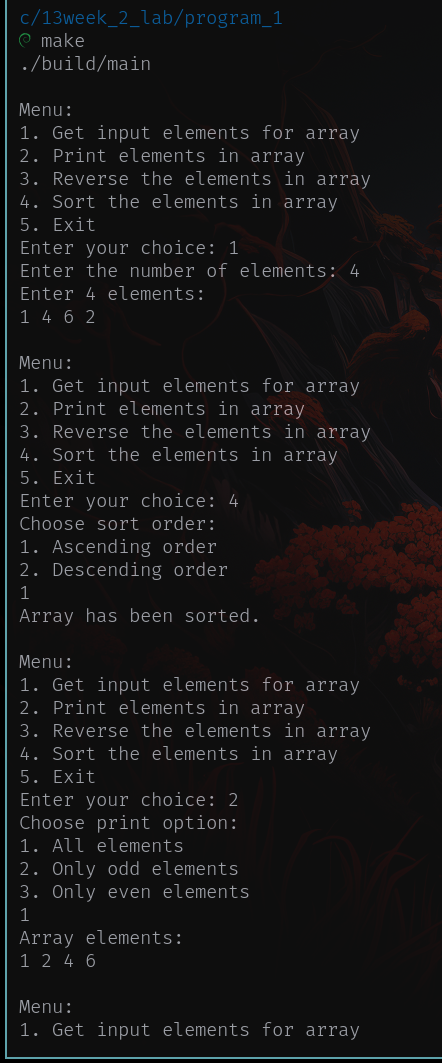 c/13week_2_lab/program_1
make
./build/main
Menu:
1. Get input elements for array
2. Print elements in array
3. Reverse the elements in array
4. Sort the elements in array
5. Exit
Enter your choice: 1
Enter the number of elements: 4
Enter 4 elements:
1 4 6 2
Menu:
1. Get input elements for array
2. Print elements in array
3. Reverse the elements in array
4. Sort the elements in array
5. Exit
Enter your choice: 4
Choose sort order:
1. Ascending order
2. Descending order
1
Array has been sorted.
Menu:
1. Get input elements for array
2. Print elements in array
3. Reverse the elements in array
4. Sort the elements in array
5. Exit
Enter your choice: 2
Choose print option:
1. All elements
2. Only odd elements
3. Only even elements
1
Array elements:
1 2 4 6
Menu:
1. Get input elements for array